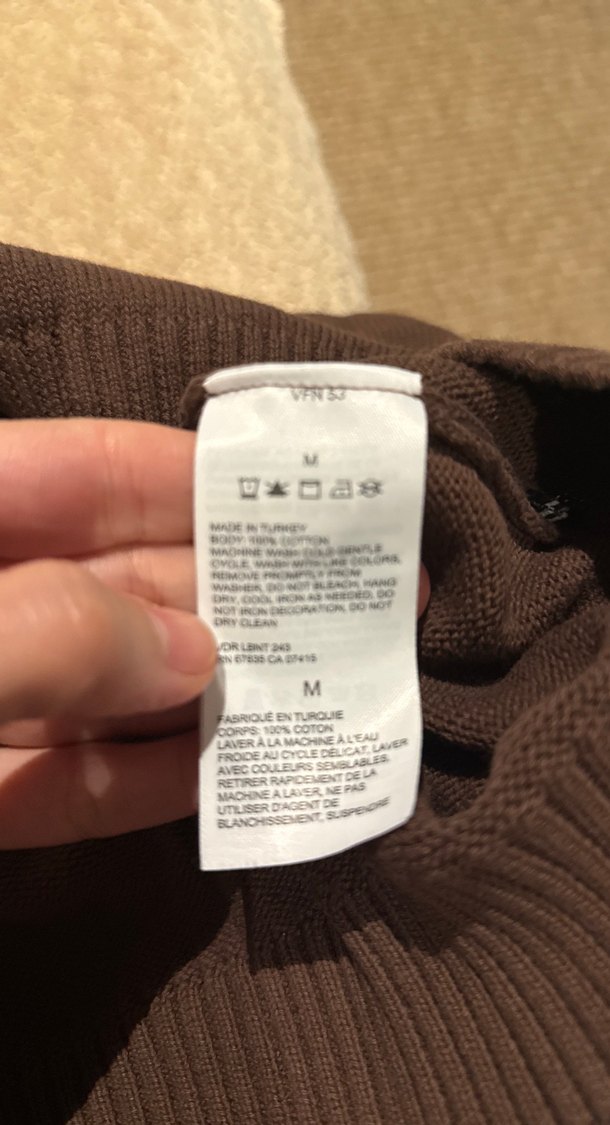 VFN 53
M
MADE IN TURKEY
BODY: 100% COTTON
MACHINE WASH COLD GENTLE
CYCLE, WASH WITH LIKE COLORS,
REMOVE PROMPTLY FROM
WASHER, DO NOT BLEACH, HANG
DRY, COOL IRON AS NEEDED, DO
NOT IRON DECORATION, DO NOT
DRY CLEAN
VDR LBINT 243
RN 67835 CA 07415
M
FABRIQUÉ EN TURQUIE
CORPS: 100% COTON
LAVER À LA MACHINE À L'EAU
FROIDE AU CYCLE DÉLICAT, LAVER
AVEC COULEURS SEMBLABLES,
RETIRER RAPIDEMENT DE LA
MACHINE A LAVER, NE PAS
UTILISER D'AGENT DE
BLANCHISSEMENT, SUSPENDRE